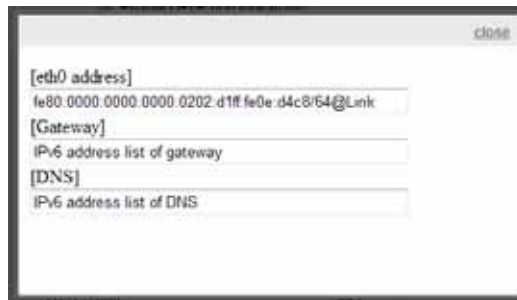 close
[eth0 address]
fe80:0000:0000:0000:0202:d1ff:fe0e:d4c8/64@Link
[Gateway]
IPv6 address list of gateway
[DNS]
IPv6 address list of DNS